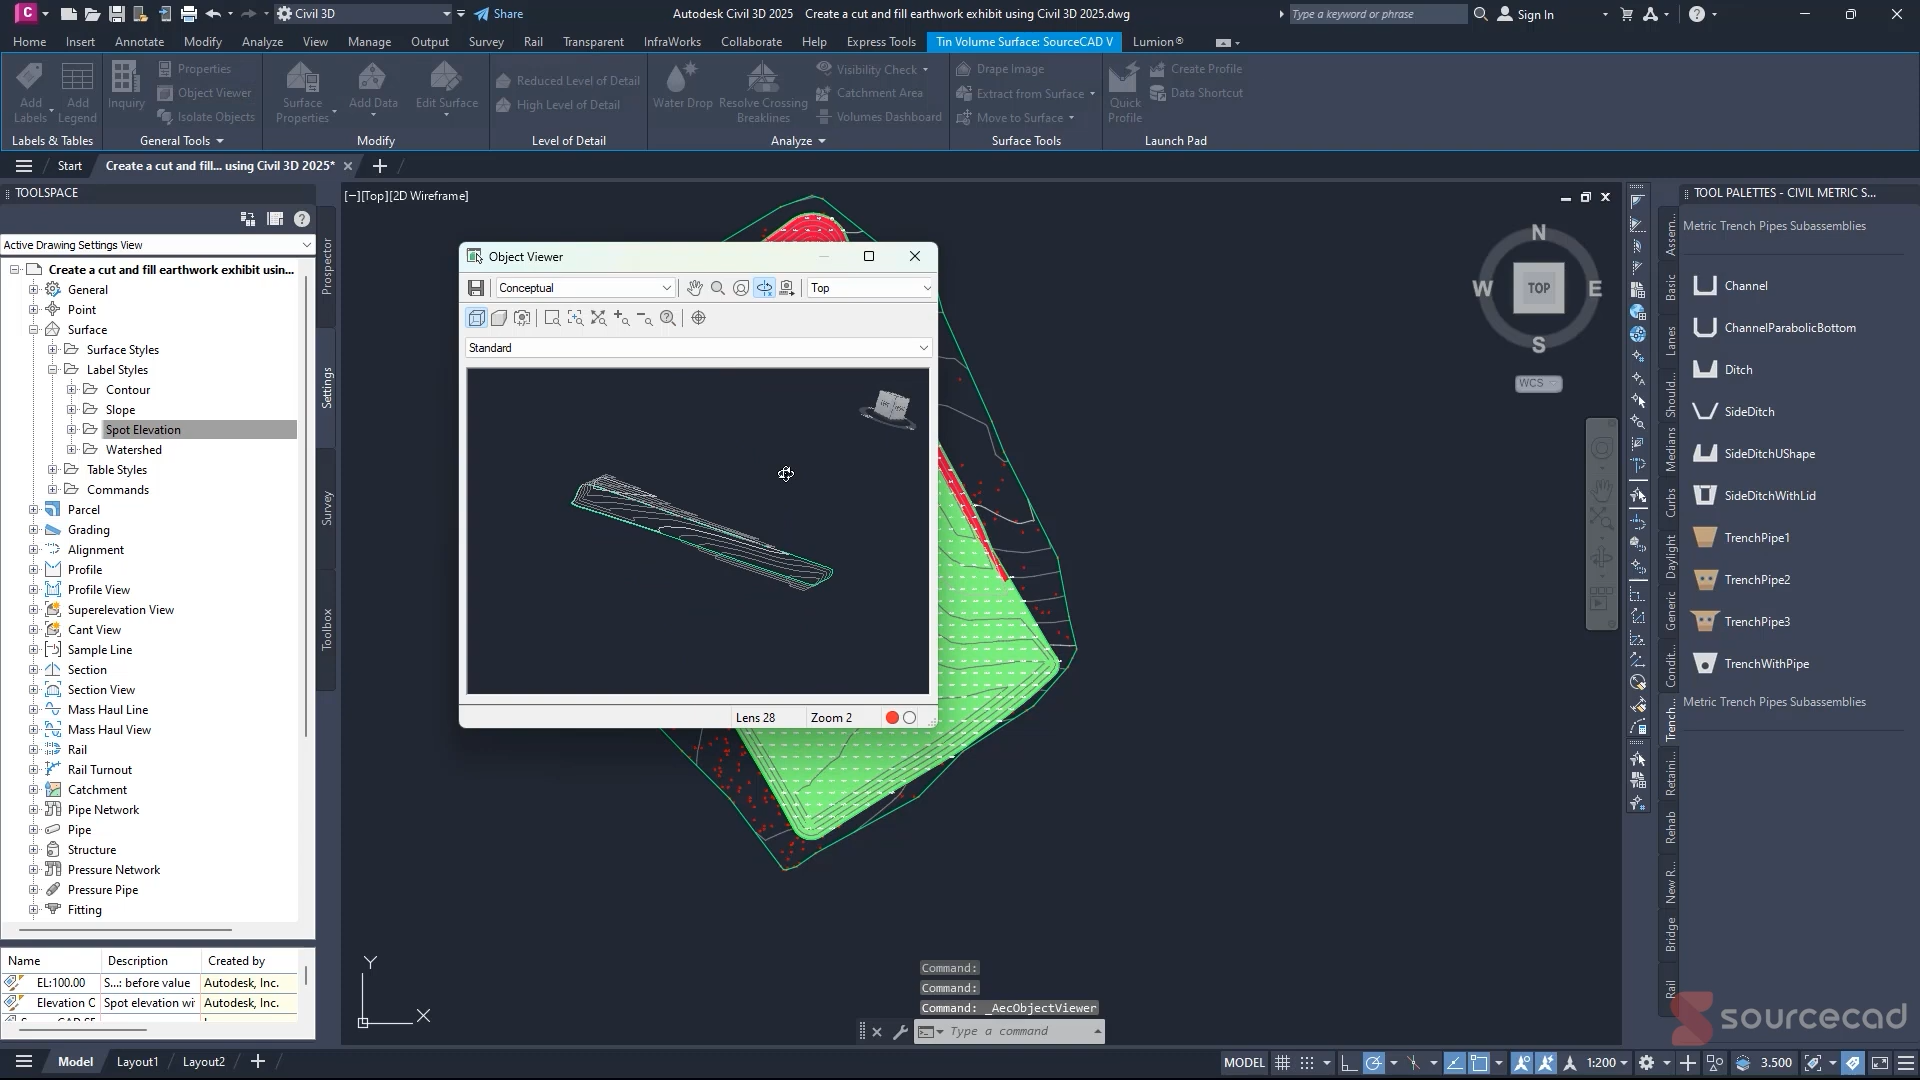 C
Civil 3D
Share
Autodesk Civil 3D 2025 Create a cut and fill earthwork exhibit using Civil 3D 2025.dwg
Type a keyword or phrase
Sign In
Home Insert Annotate Modify Analyze View Manage Output Survey Rail Transparent InfraWorks Collaborate Help Express Tools Tin Volume Surface: SourceCAD V Lumion®
Add Labels
Add Legend
Inquiry
Properties
Object Viewer
Isolate Objects
Surface Properties
Add Data
Edit Surface
Reduced Level of Detail
High Level of Detail
Water Drop
Resolve Crossing Breaklines
Visibility Check
Catchment Area
Volumes Dashboard
Drape Image
Extract from Surface
Move to Surface
Quick Profile
Create Profile
Data Shortcut
Labels & Tables General Tools Modify Level of Detail Analyze Surface Tools Launch Pad
Start
Create a cut and fill... using Civil 3D 2025*
TOOLSPACE
Active Drawing Settings View
Create a cut and fill earthwork exhibit usin...
General
Point
Surface
Surface Styles
Label Styles
Contour
Slope
Spot Elevation
Watershed
Table Styles
Commands
Parcel
Grading
Alignment
Profile
Profile View
Superelevation View
Cant View
Sample Line
Section
Section View
Mass Haul Line
Mass Haul View
Rail
Rail Turnout
Catchment
Pipe Network
Pipe
Structure
Pressure Network
Pressure Pipe
Fitting
Prospector
Settings
Survey
Toolbox
Name Description Created by
EL:100.00 S...: before value Autodesk, Inc.
Elevation C Spot elevation wi Autodesk, Inc.
[−][Top][2D Wireframe]
Object Viewer
Conceptual
Top
Standard
Lens 28
Zoom 2
N
W TOP E
S
WCS
Y
X
Command:
Command:
Command: _AecObjectViewer
Type a command
TOOL PALETTES - CIVIL METRIC S...
Metric Trench Pipes Subassemblies
Channel
ChannelParabolicBottom
Ditch
SideDitch
SideDitchUShape
SideDitchWithLid
TrenchPipe1
TrenchPipe2
TrenchPipe3
TrenchWithPipe
Metric Trench Pipes Subassemblies
Assem...
Basic
Lanes
Should...
Medians
Curbs
Daylight
Generic
Condit...
Trench...
Retaini...
Rehab
New R...
Bridge
Rail
sourcecad
Model Layout1 Layout2
MODEL
1:200
3.500